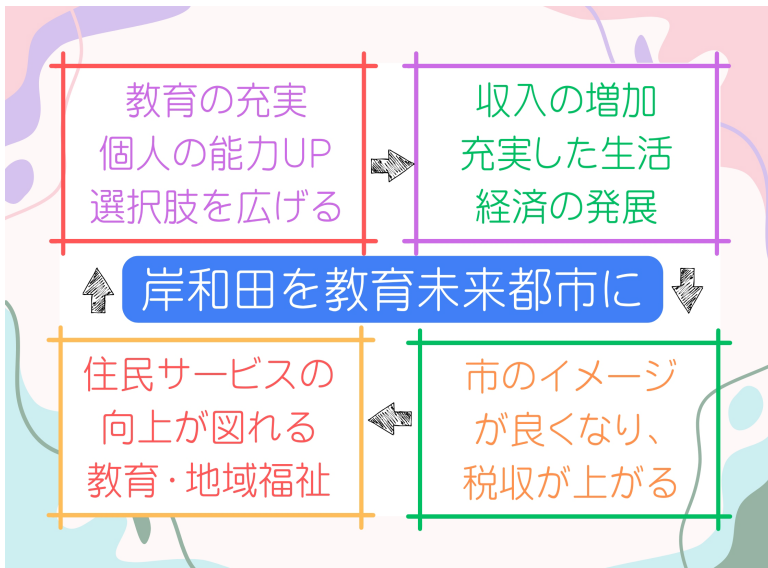 教育の充実
個人の能力UP
選択肢を広げる
収入の増加
充実した生活
経済の発展
岸和田を教育未来都市に
住民サービスの
向上が図れる
教育・地域福祉
市のイメージ
が良くなり、
税収が上がる